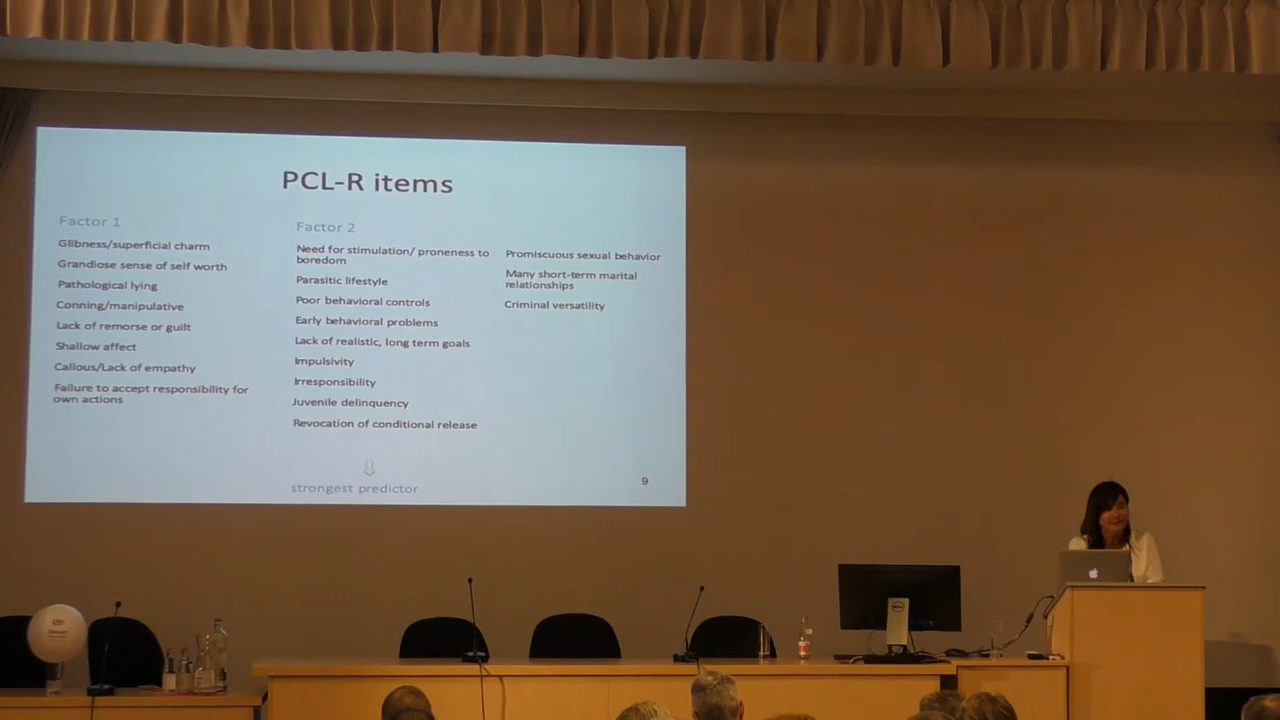 PCL-R items
Factor 1
Glibness/superficial charm
Grandiose sense of self worth
Pathological lying
Conning/manipulative
Lack of remorse or guilt
Shallow affect
Callous/Lack of empathy
Failure to accept responsibility for
own actions
Factor 2
Need for stimulation/ proneness to
boredom
Parasitic lifestyle
Poor behavioral controls
Early behavioral problems
Lack of realistic, long term goals
Impulsivity
Irresponsibility
Juvenile delinquency
Revocation of conditional release
strongest predictor
Promiscuous sexual behavior
Many short-term marital
relationships
Criminal versatility
9
DELL